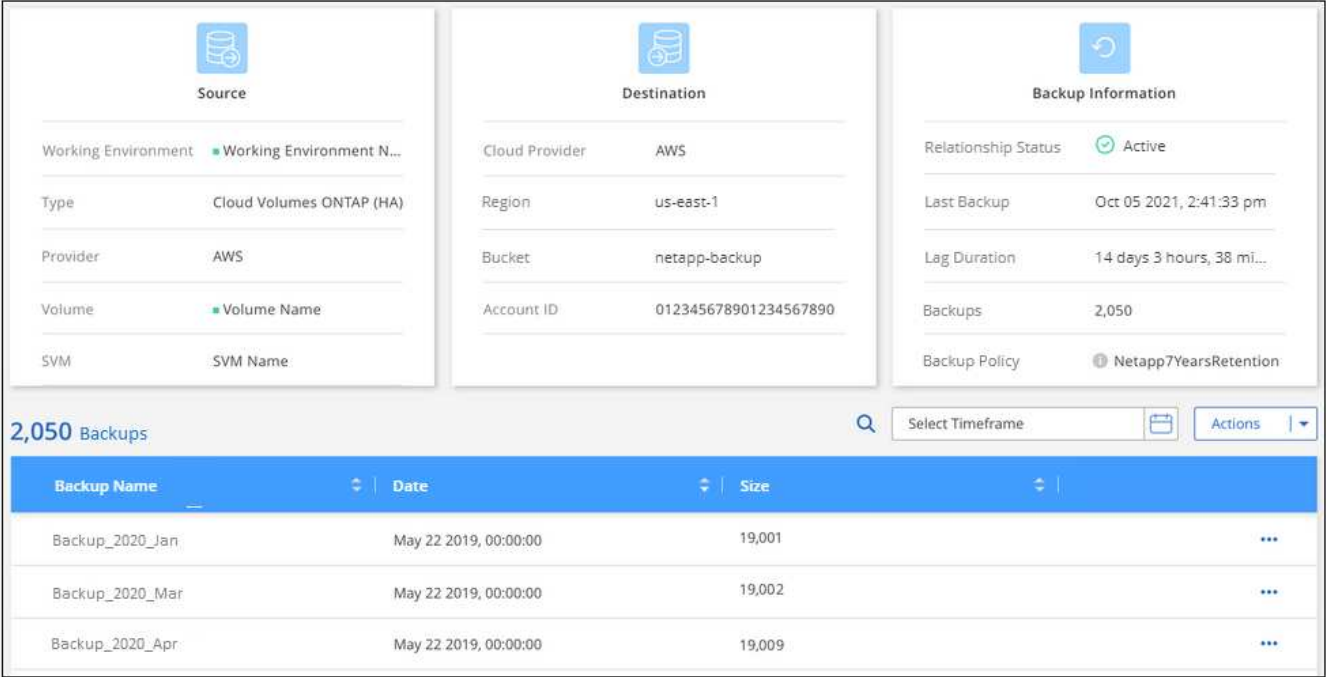 Source
Working Environment Working Environment N...
Type Cloud Volumes ONTAP (HA)
Provider AWS
Volume Volume Name
SVM SVM Name
Destination
Cloud Provider AWS
Region us-east-1
Bucket netapp-backup
Account ID 012345678901234567890
Backup Information
Relationship Status Active
Last Backup Oct 05 2021, 2:41:33 pm
Lag Duration 14 days 3 hours, 38 mi...
Backups 2,050
Backup Policy Netapp7YearsRetention
2,050 Backups Select Timeframe Actions
Backup Name Date Size
Backup_2020_Jan May 22 2019, 00:00:00 19,001
Backup_2020_Mar May 22 2019, 00:00:00 19,002
Backup_2020_Apr May 22 2019, 00:00:00 19,009